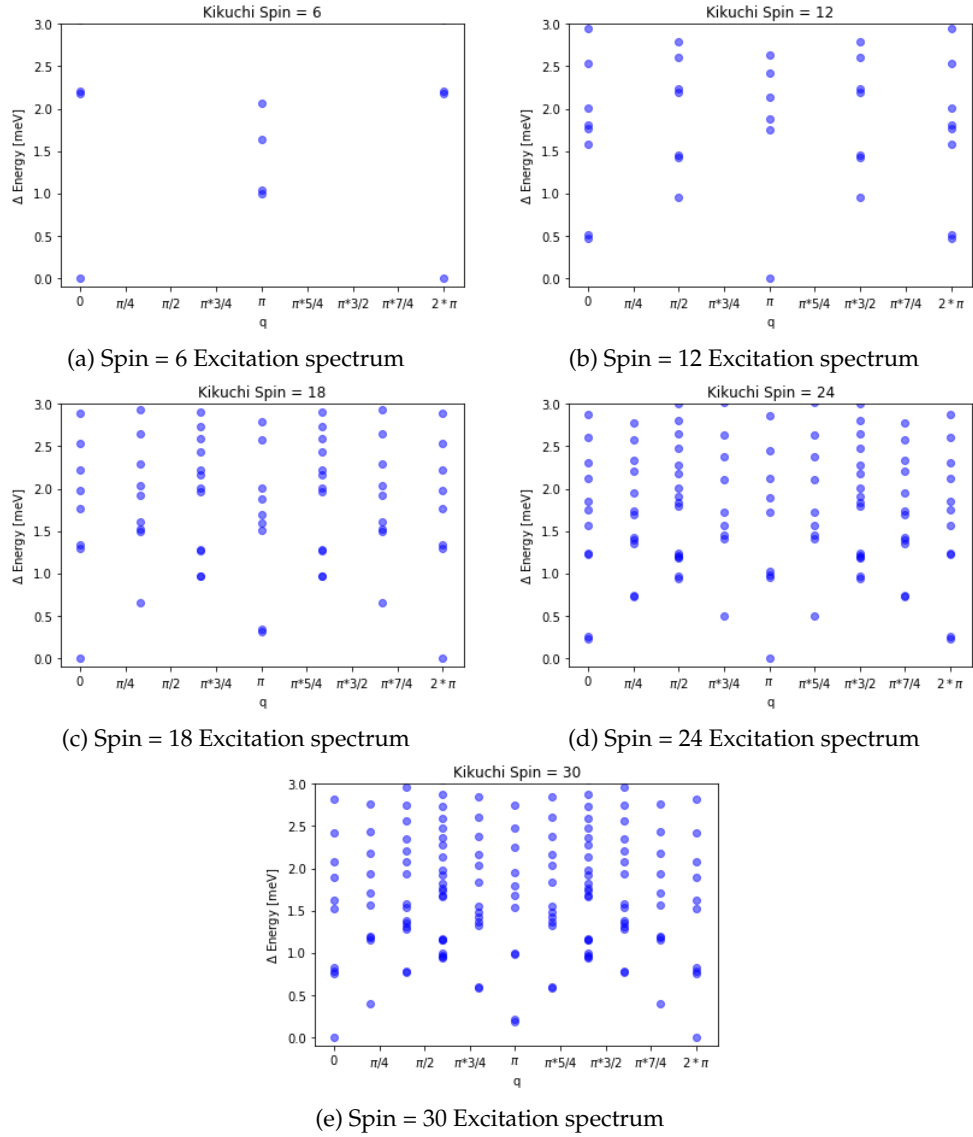 Kikuchi Spin = 6
3.0
2.5
2.0
1.5
1.0
0.5
0.0
Δ Energy [meV]
0 π/4 π/2 π*3/4 π π*5/4 π*3/2 π*7/4 2*π
q
(a) Spin = 6 Excitation spectrum
Kikuchi Spin = 12
3.0
2.5
2.0
1.5
1.0
0.5
0.0
Δ Energy [meV]
0 π/4 π/2 π*3/4 π π*5/4 π*3/2 π*7/4 2*π
q
(b) Spin = 12 Excitation spectrum
Kikuchi Spin = 18
3.0
2.5
2.0
1.5
1.0
0.5
0.0
Δ Energy [meV]
0 π/4 π/2 π*3/4 π π*5/4 π*3/2 π*7/4 2*π
q
(c) Spin = 18 Excitation spectrum
Kikuchi Spin = 24
3.0
2.5
2.0
1.5
1.0
0.5
0.0
Δ Energy [meV]
0 π/4 π/2 π*3/4 π π*5/4 π*3/2 π*7/4 2*π
q
(d) Spin = 24 Excitation spectrum
Kikuchi Spin = 30
3.0
2.5
2.0
1.5
1.0
0.5
0.0
Δ Energy [meV]
0 π/4 π/2 π*3/4 π π*5/4 π*3/2 π*7/4 2*π
q
(e) Spin = 30 Excitation spectrum